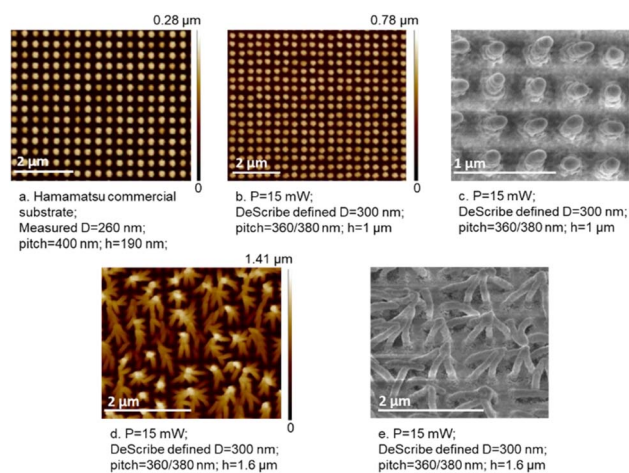 0.28 µm
0.78 µm
2 µm
0
2 µm
0
1 µm
a. Hamamatsu commercial
substrate;
Measured D=260 nm;
pitch=400 nm; h=190 nm;
b. P=15 mW;
DeScribe defined D=300 nm;
pitch=360/380 nm; h=1 µm
c. P=15 mW;
DeScribe defined D=300 nm;
pitch=360/380 nm; h=1 µm
1.41 µm
2 µm
0
2 µm
d. P=15 mW;
DeScribe defined D=300 nm;
pitch=360/380 nm; h=1.6 µm
e. P=15 mW;
DeScribe defined D=300 nm;
pitch=360/380 nm; h=1.6 µm